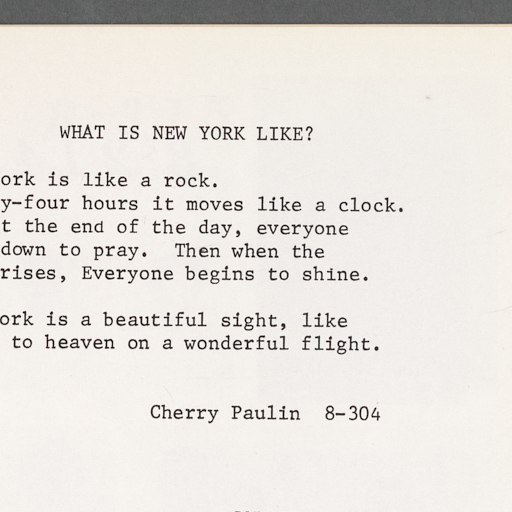 WHAT IS NEW YORK LIKE?
ork is like a rock.
y-four hours it moves like a clock.
t the end of the day, everyone
down to pray. Then when the
rises, Everyone begins to shine.
ork is a beautiful sight, like
to heaven on a wonderful flight.
Cherry Paulin 8-304